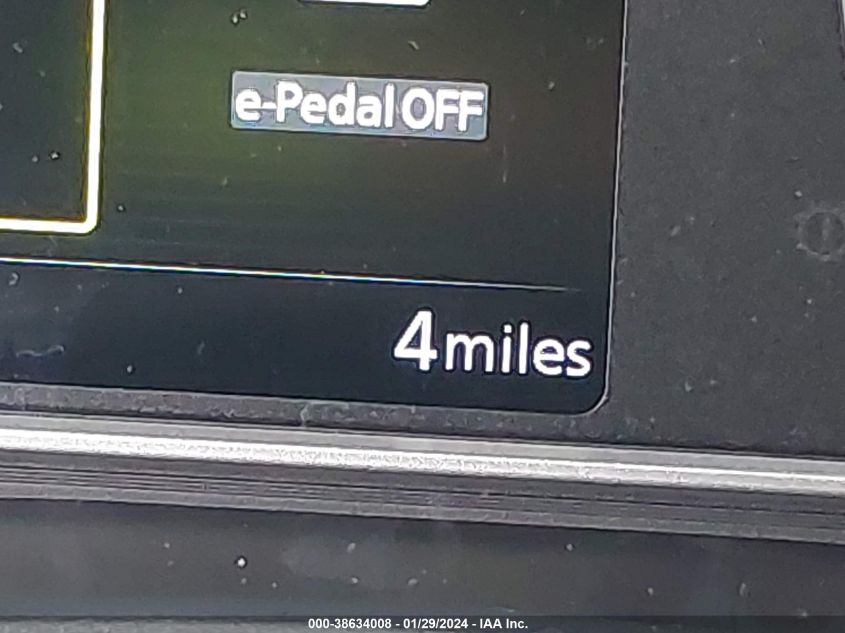 e-Pedal OFF
4 miles
000-38634008 - 01/29/2024 - IAA Inc.